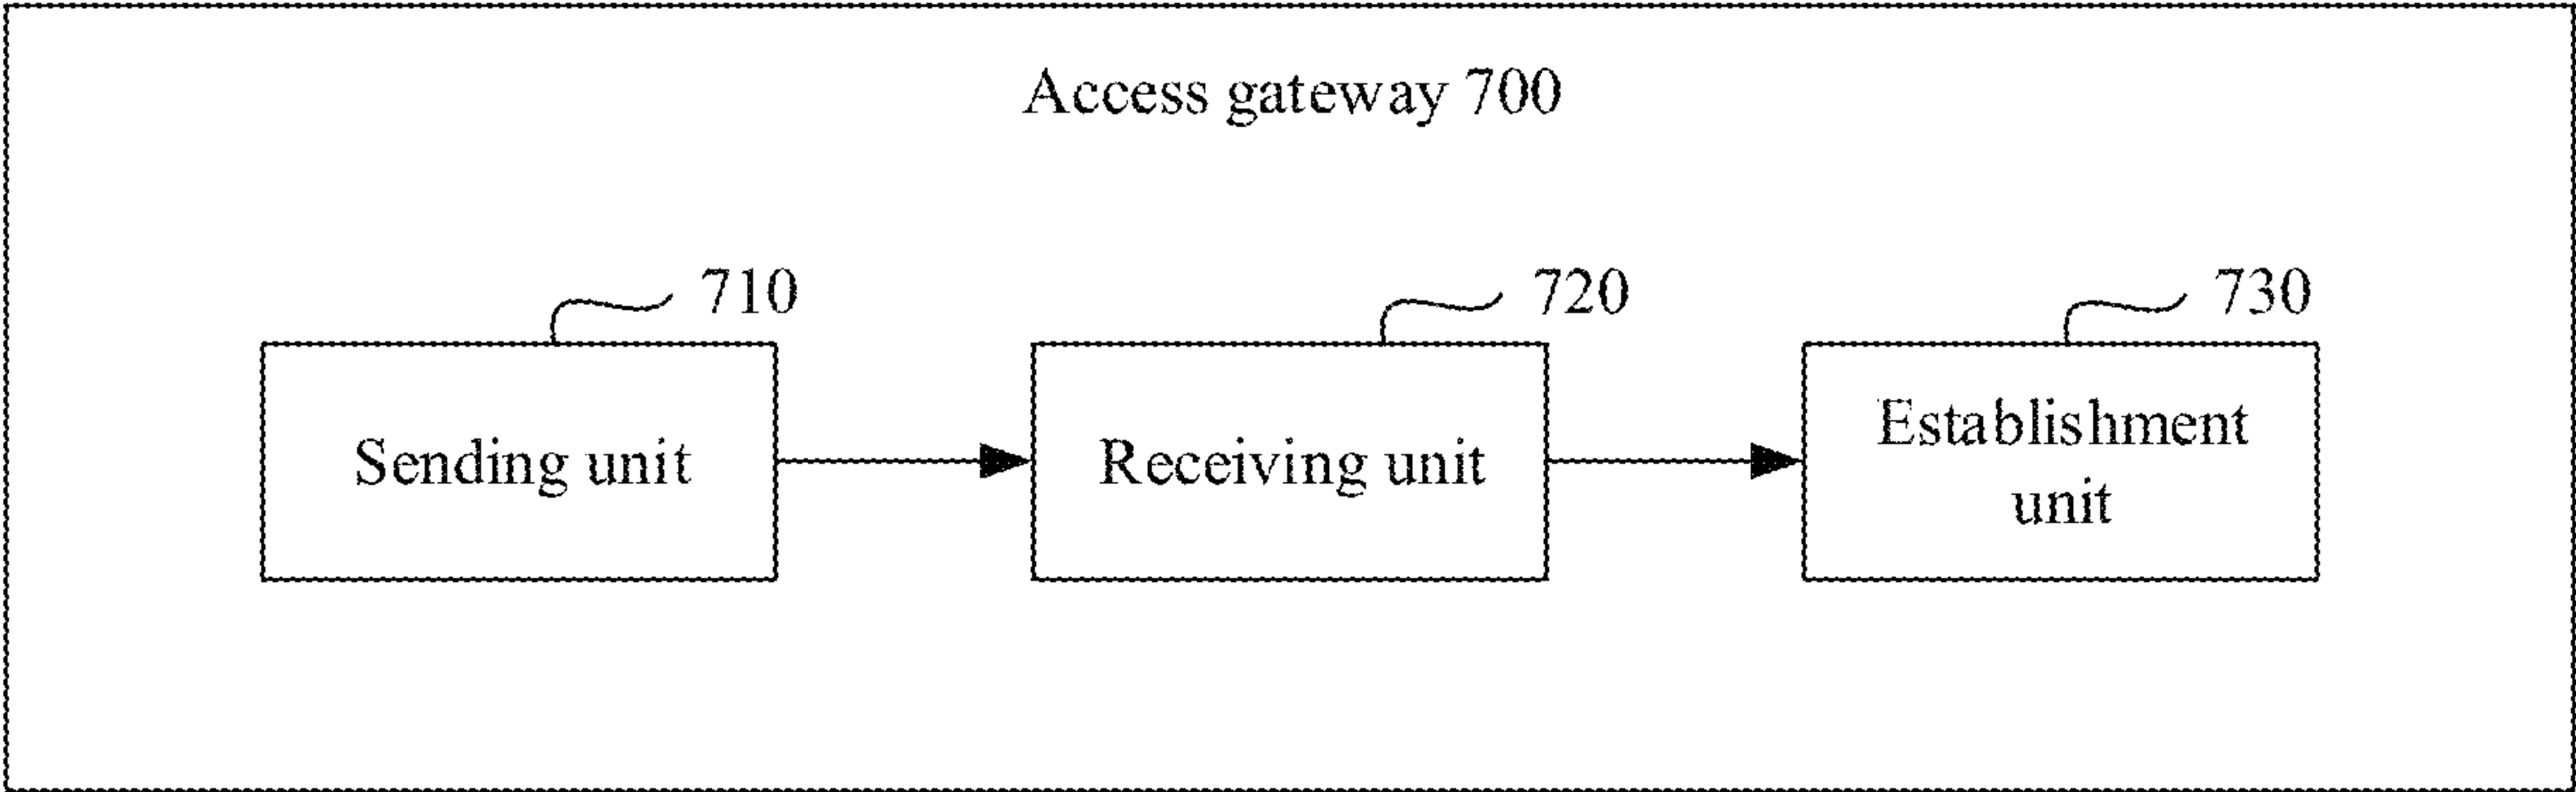 Access gateway 700
710
720
730
Sending unit
Receiving unit
Establishment
unit